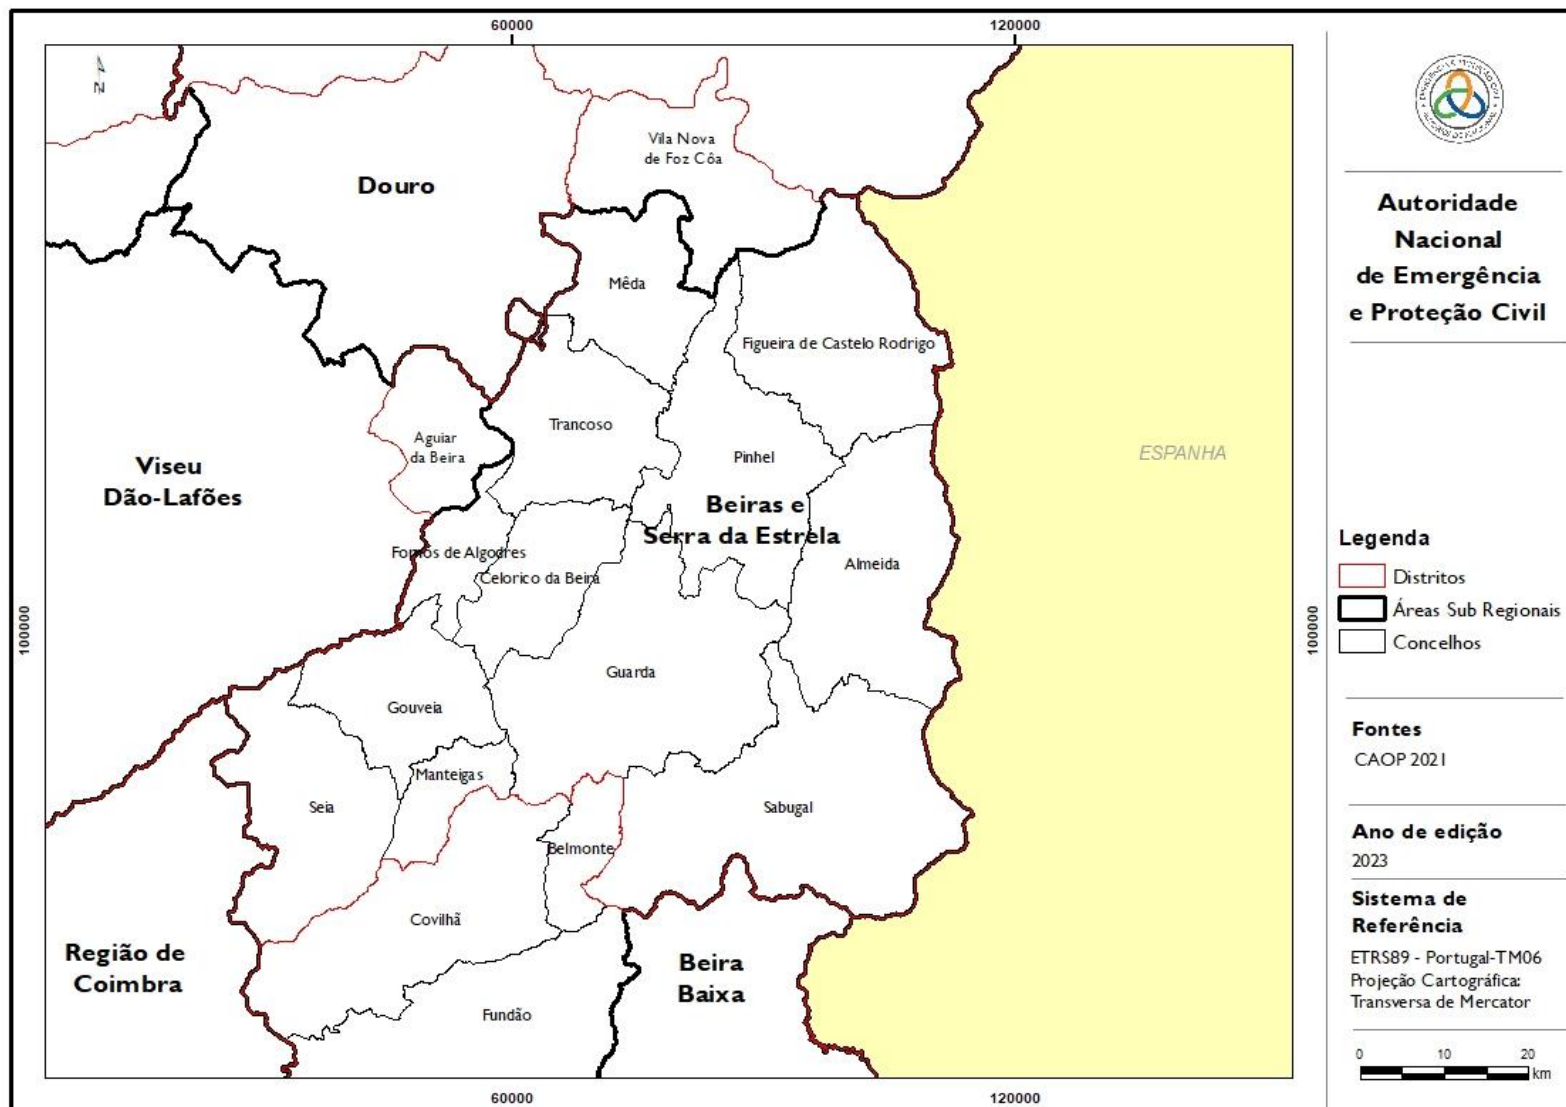 60000
120000
N
Vila Nova
de Foz Côa
Douro
Mêda
Figueira de Castelo Rodrigo
Trancoso
Aguiar
da Beira
Pinhel
ESPANHA
Viseu
Dão-Lafões
Beiras e
Serra da Estrela
Fornos de Algodres
Celorico da Beira
Almeida
100000
100000
Guarda
Gouveia
Manteigas
Seia
Sabugal
Belmonte
Covilhã
Região de
Coimbra
Beira
Baixa
Fundão
60000
120000
Autoridade
Nacional
de Emergência
e Proteção Civil
Legenda
Distritos
Áreas Sub Regionais
Concelhos
Fontes
CAOP 2021
Ano de edição
2023
Sistema de
Referência
ETRS89 - Portugal-TM06
Projeção Cartográfica:
Transversa de Mercator
0 10 20
km